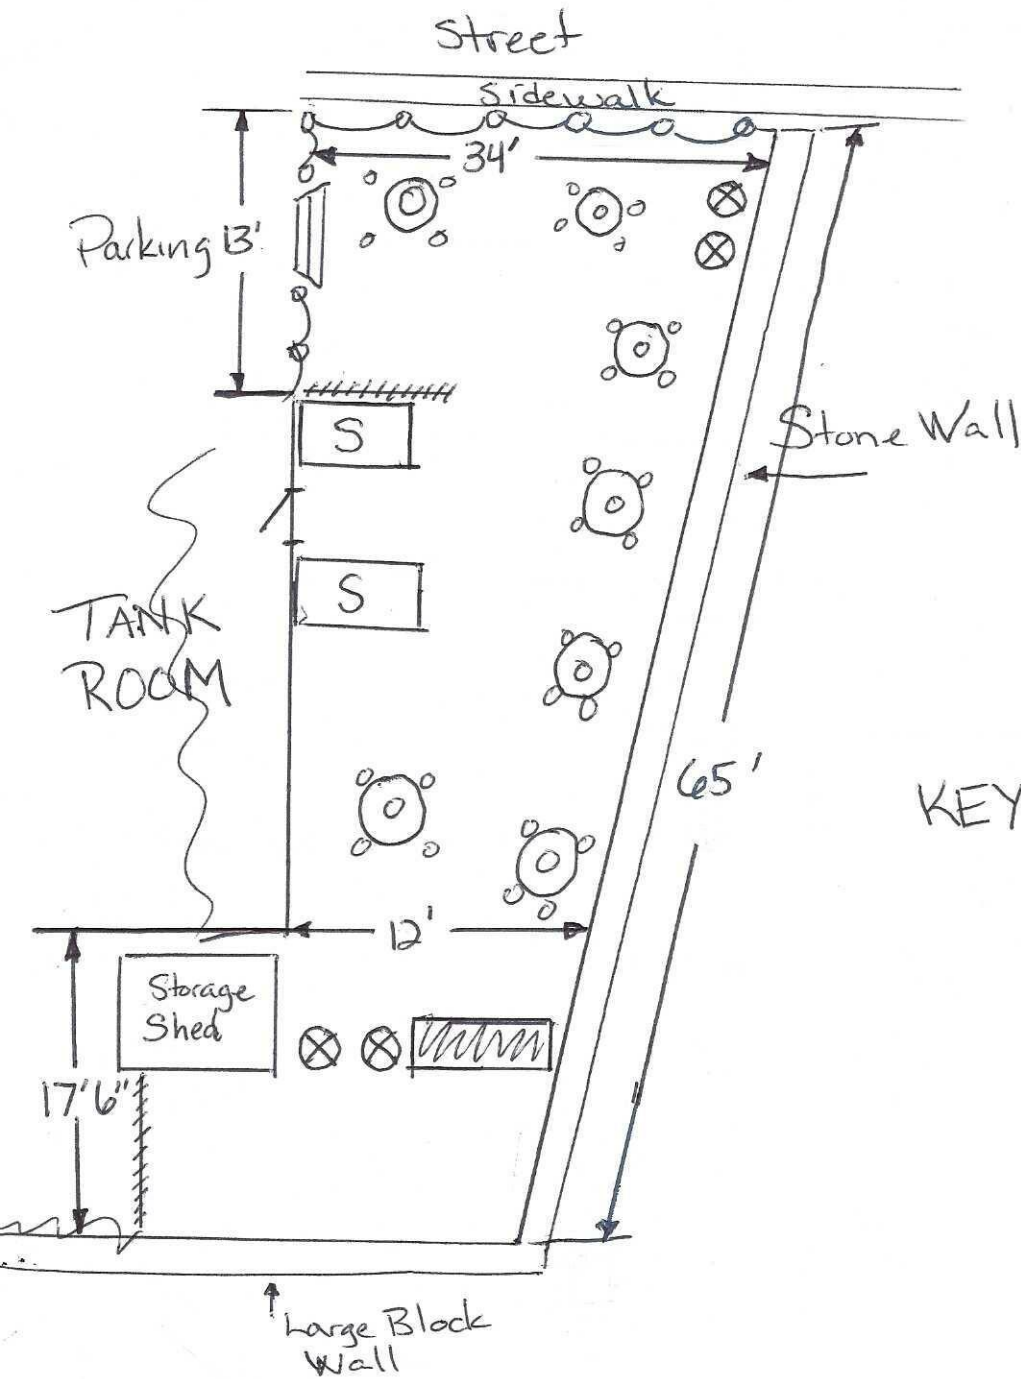 Street
Sidewalk
34'
Parking 13'
Stone Wall
S
S
TANK
ROOM
65'
KEY
12'
Storage
Shed
17'6"
Large Block
Wall